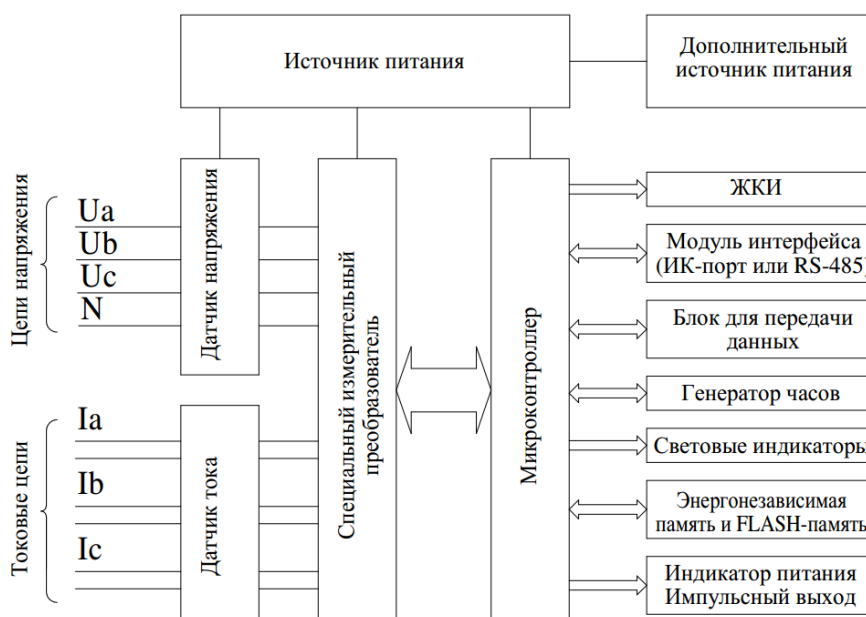 Источник питания
Дополнительный
источник питания
Цепи напряжения
Ua
Ub
Uc
N
Датчик напряжения
Токовые цепи
Ia
Ib
Ic
Датчик тока
Специальный измерительный
преобразователь
Микроконтроллер
ЖКИ
Модуль интерфейса
(ИК-порт или RS-485)
Блок для передачи
данных
Генератор часов
Световые индикаторы
Энергонезависимая
память и FLASH-память
Индикатор питания
Импульсный выход